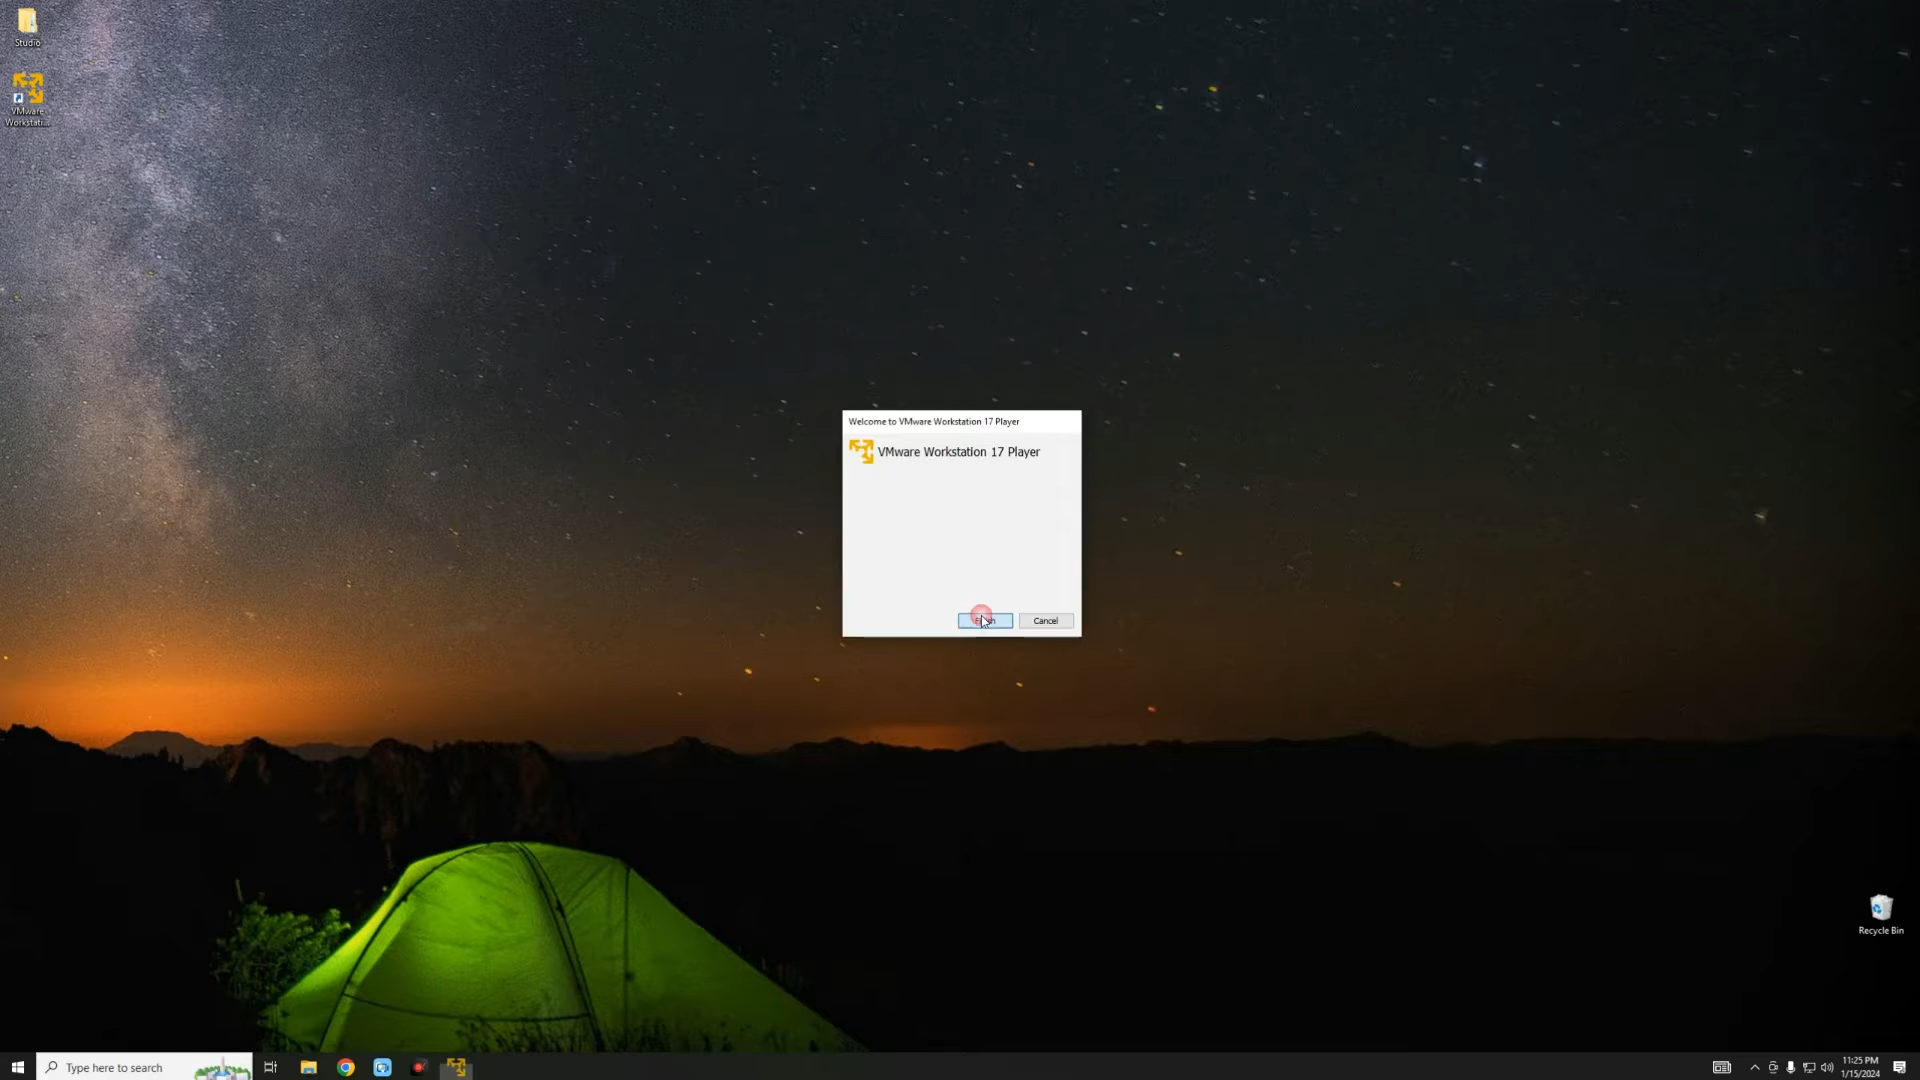 Studio
VMware
Workstati...
Welcome to VMware Workstation 17 Player
VMware Workstation 17 Player
Cancel
Recycle Bin
Type here to search
11:25 PM
1/15/2024